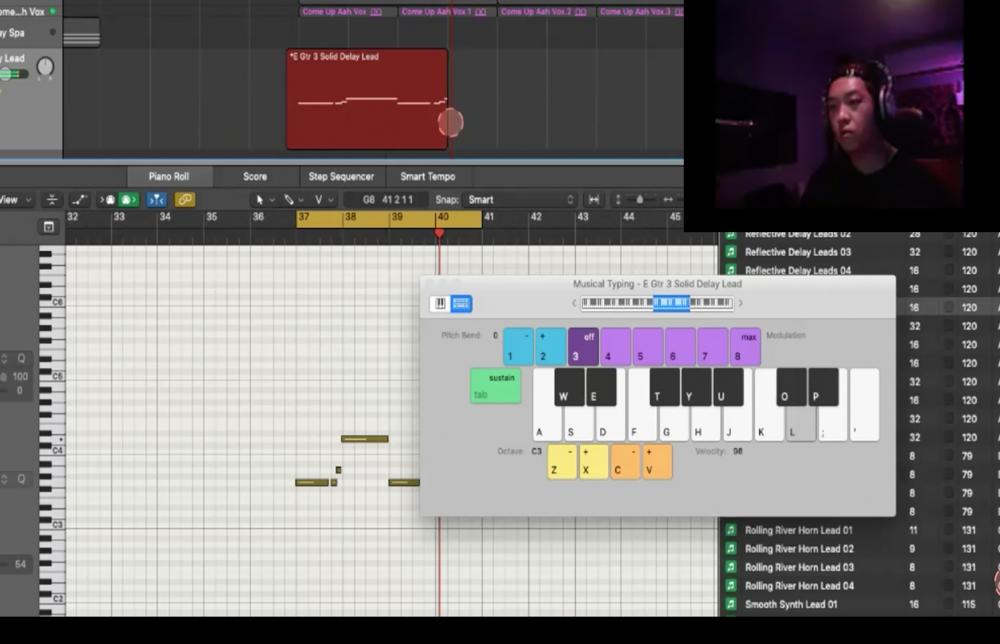 ome...h Vox
Come Up Aah Vox
Come Up Aah Vox.1
Come Up Aah Vox.2
Come Up Aah Vox.3
y Spa
y Lead
*E Gtr 3 Solid Delay Lead
Piano Roll
Score
Step Sequencer
Smart Tempo
View
V
G8 4 1 2 1 1
Snap: Smart
32 33 34 35 36 37 38 39 40 41 42 43 44 45
Reflective Delay Leads 02 28 120
Reflective Delay Leads 03 32 120
Reflective Delay Leads 04 16 120
16 120
16 120
32 120
16 120
16 120
32 120
16 120
32 120
32 120
8 79
8 79
8 79
8 79
C6
C5
C4
C3
C2
Q
100
0
Q
54
Musical Typing - E Gtr 3 Solid Delay Lead
Pitch Bend: 0
- 1
+ 2
off 3
4
5
6
7
max 8
Modulation
sustain
tab
W E T Y U O P
A S D F G H J K L ; '
Octave: C3
- Z
+ X
- C
+ V
Velocity: 98
Rolling River Horn Lead 01 11 131
Rolling River Horn Lead 02 9 131
Rolling River Horn Lead 03 8 131
Rolling River Horn Lead 04 8 131
Smooth Synth Lead 01 16 115